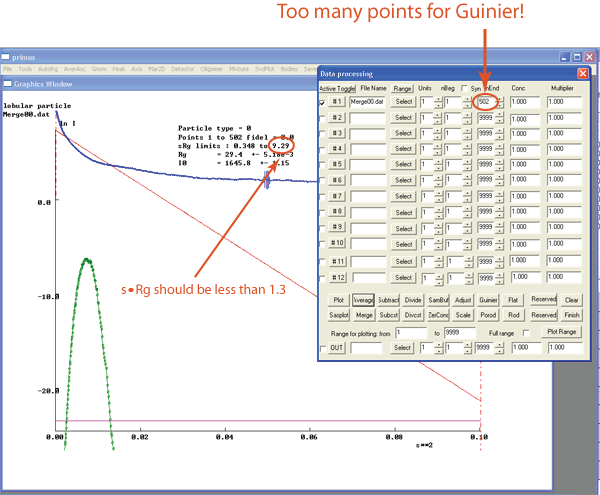 Too many points for Guinier!
primus
File Tools AutoRg AverAsc Gnom Peak Axis Mar2D Detector Oligomer Mixture SvdPlot Bodies
Graphics Window
lobular particle
Merge00.dat
ln I
Particle type = 0
Points 1 to 502 fidel = 0.0
sRg limits : 0.348 to 9.29
Rg = 29.4 +-
I0 = 1645.8 +-
s•Rg should be less than 1.3
0.0
-10.0
-20.0
0.00 0.02 0.04 0.06 0.08 0.10
s**2
Data processing
Active Toggle File Name Range Units nBeg Syn nEnd Conc Multiplier
# 1 Merge00.dat Select 1 1 502 1.000 1.000
# 2 Select 1 1 9999 1.000 1.000
# 3 Select 1 1 9999 1.000 1.000
# 4 Select 1 1 9999 1.000 1.000
# 5 Select 1 1 9999 1.000 1.000
# 6 Select 1 1 9999 1.000 1.000
# 7 Select 1 1 9999 1.000 1.000
# 8 Select 1 1 9999 1.000 1.000
# 9 Select 1 1 9999 1.000 1.000
# 10 Select 1 1 9999 1.000 1.000
# 11 Select 1 1 9999 1.000 1.000
# 12 Select 1 1 9999 1.000 1.000
Plot Average Subtract Divide SamBuf Adjust Guinier Flat Reserved Clear
Sasplot Merge Subcst Divcst ZerConc Scale Porod Rod Reserved Finish
Range for plotting: from 1 to 9999 Full range Plot Range
OUT Select 1 1 9999 1.000 1.000